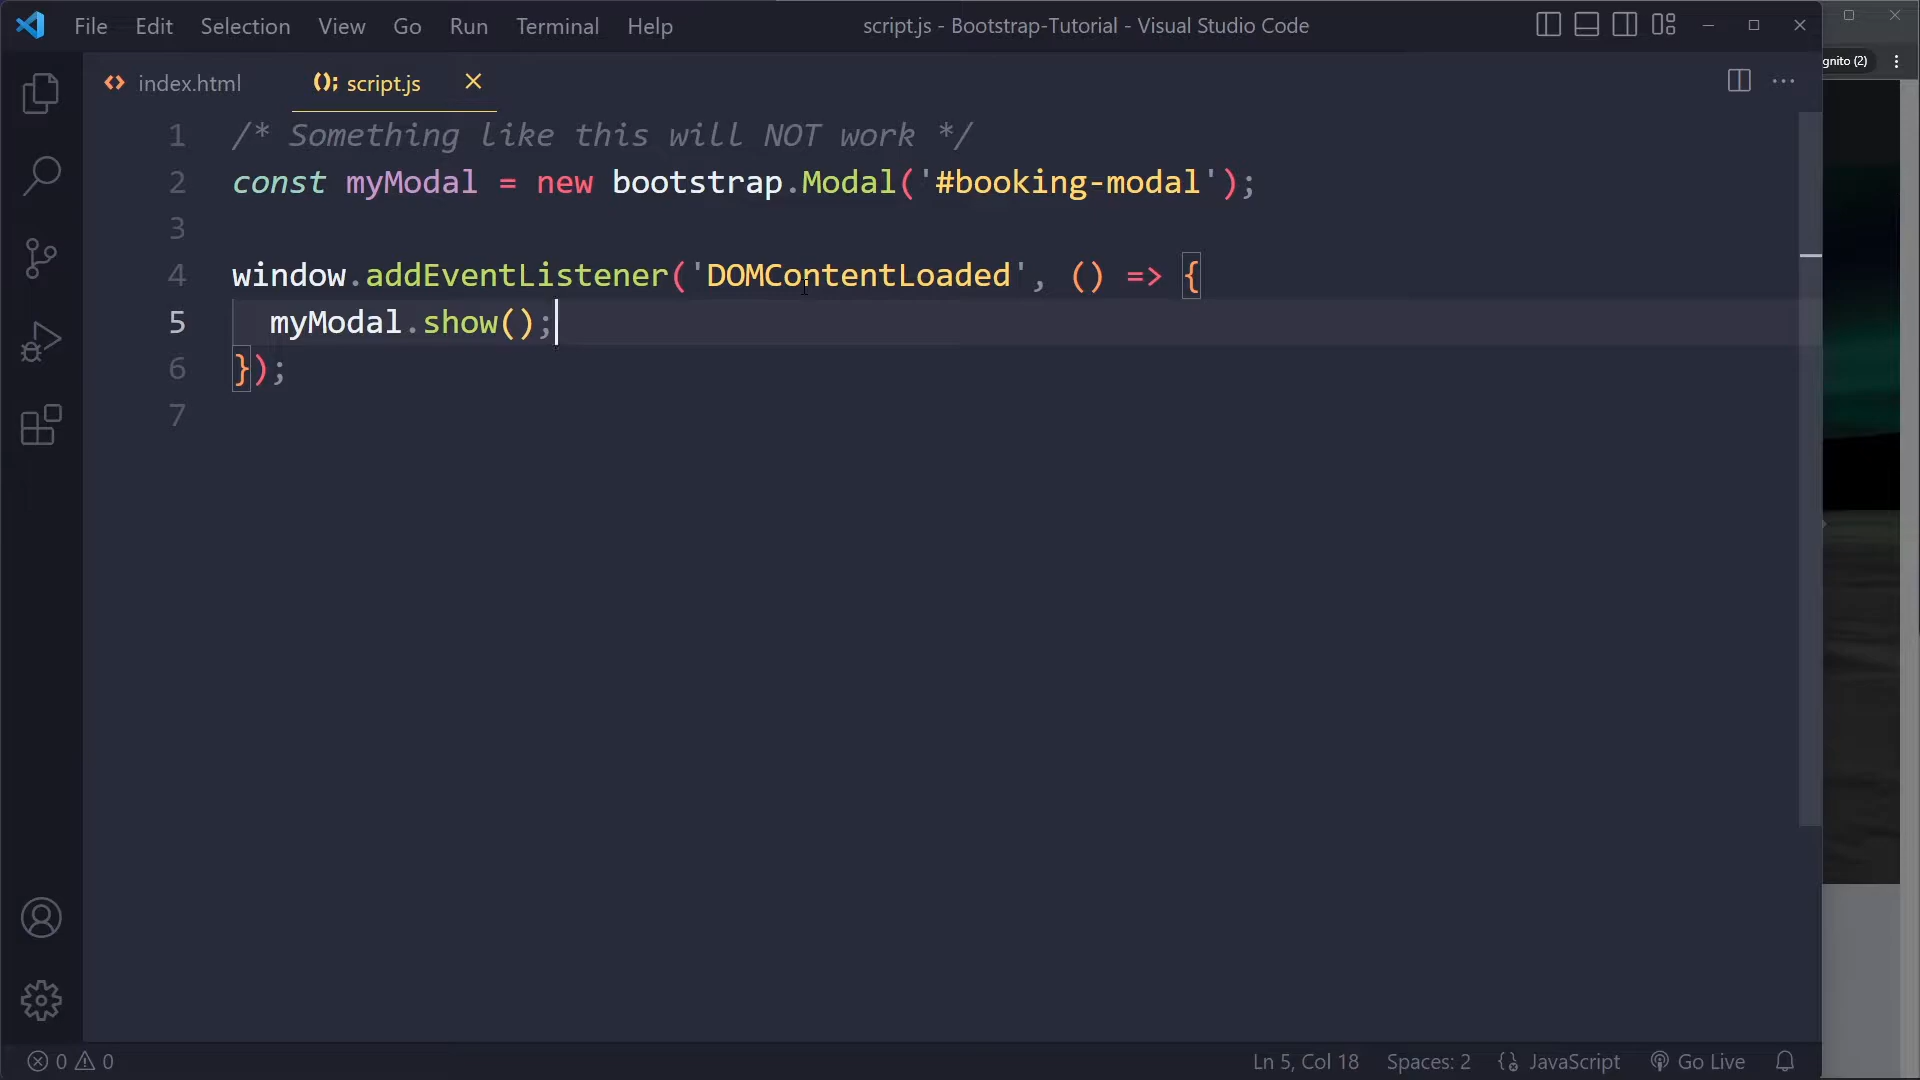 File Edit Selection View Go Run Terminal Help script.js - Bootstrap-Tutorial - Visual Studio Code
gnito (2)
index.html script.js
1 /* Something like this will NOT work */
2 const myModal = new bootstrap.Modal('#booking-modal');
3
4 window.addEventListener('DOMContentLoaded', () => {
5 myModal.show();
6 });
7
0 0 Ln 5, Col 18 Spaces: 2 JavaScript Go Live